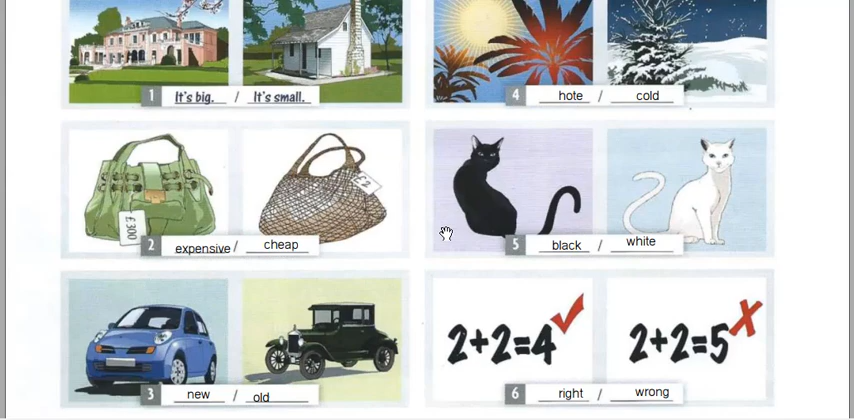 1 It's big. / It's small.
£300
£2
2 expensive / cheap
3 new / old
4 hote / cold
5 black / white
2+2=4
2+2=5
6 right / wrong